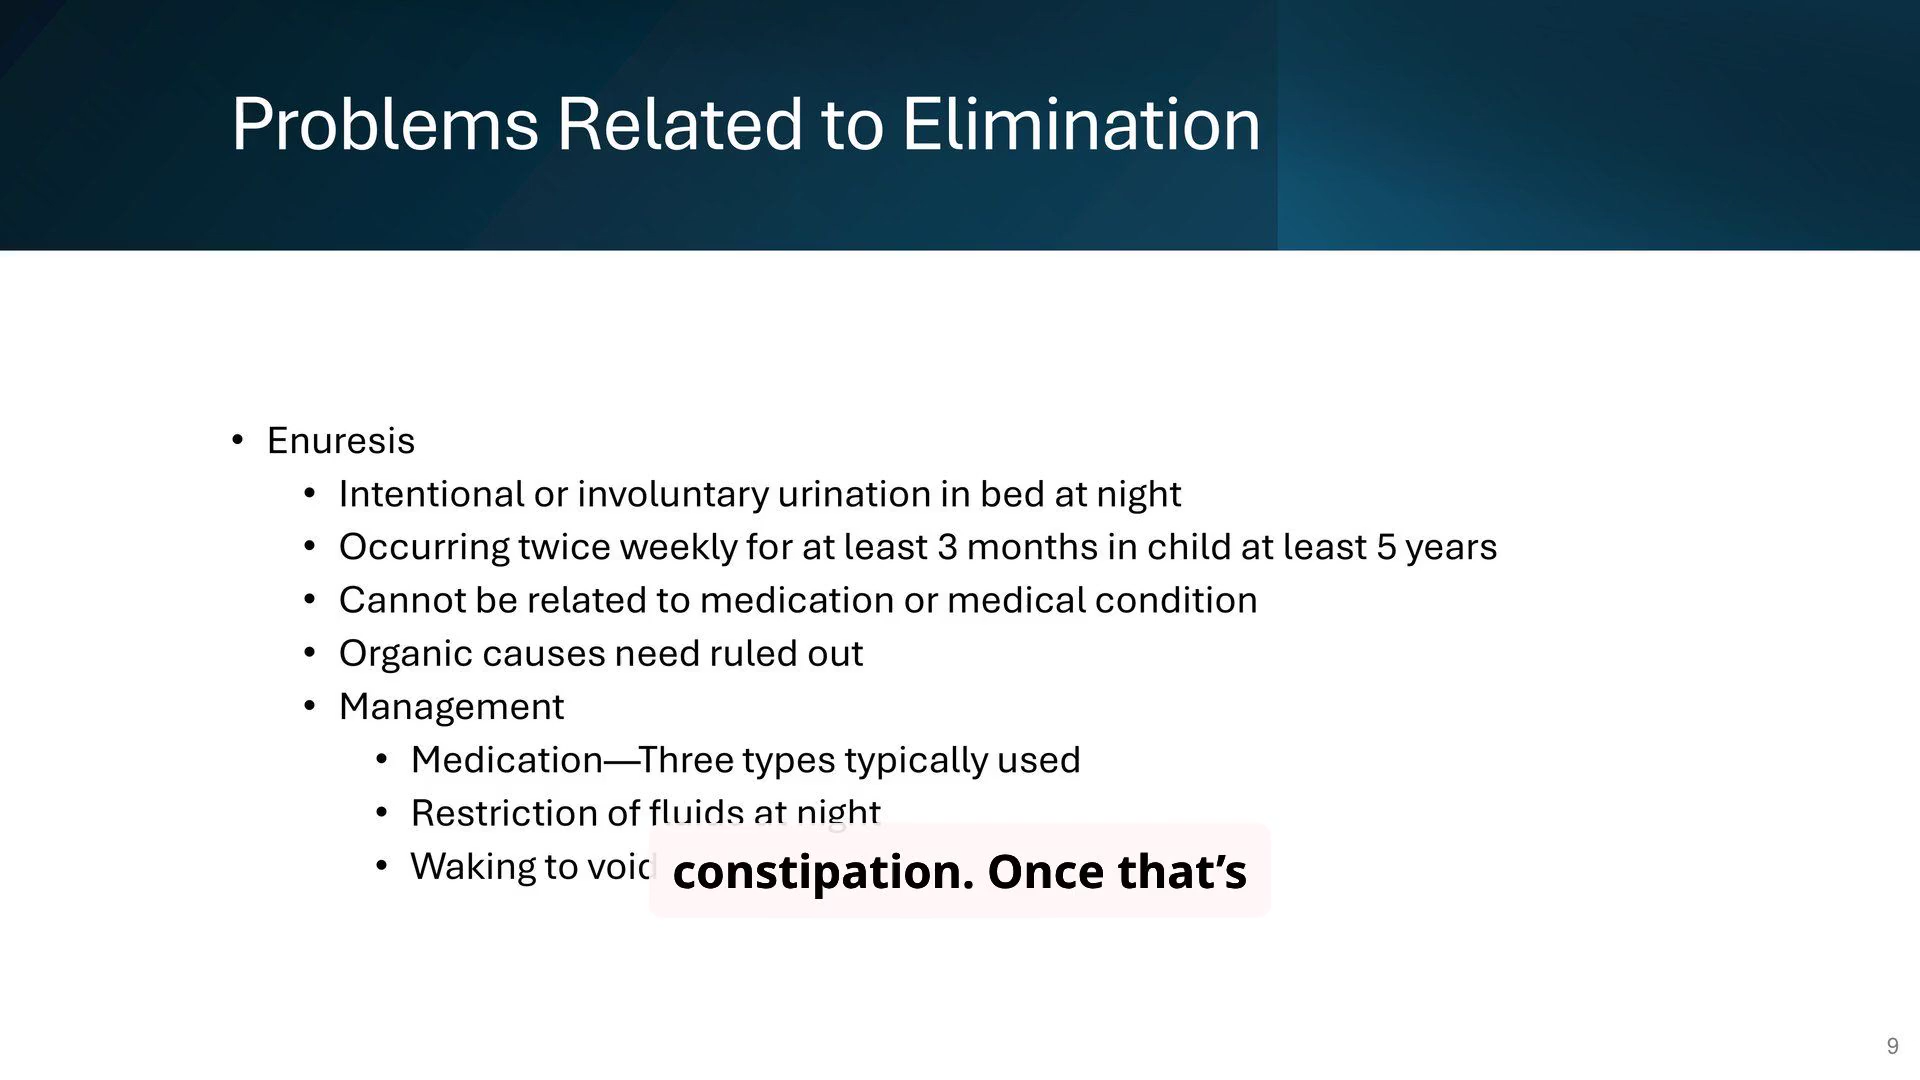 Problems Related to Elimination
• Enuresis
• Intentional or involuntary urination in bed at night
• Occurring twice weekly for at least 3 months in child at least 5 years
• Cannot be related to medication or medical condition
• Organic causes need ruled out
• Management
• Medication—Three types typically used
• Restriction of fluids at night
• Waking to void
constipation. Once that’s
9